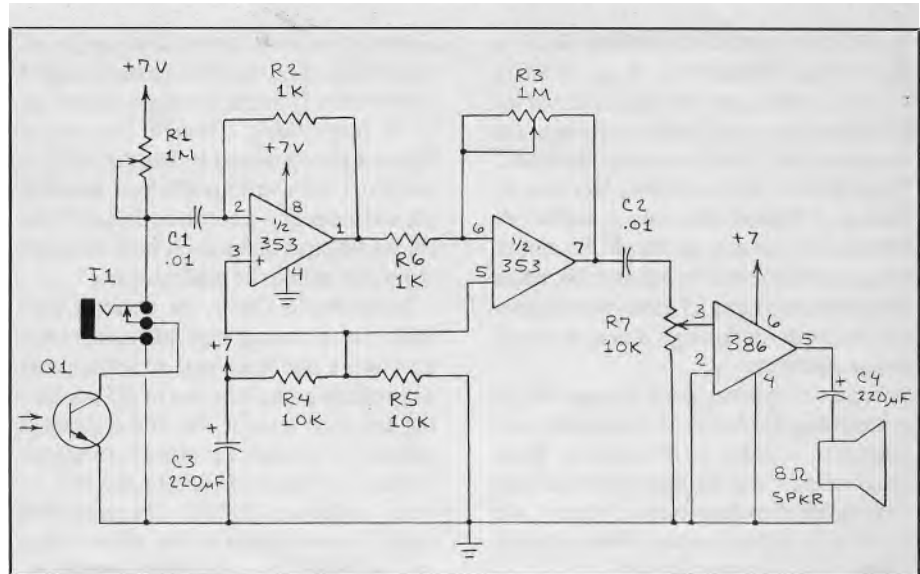 +7V
R1
1M
R2
1K
+7V
2
8
1/2
353
1
3
+
4
C1
.01
R6
1K
R3
1M
6
1/2
353
7
5
C2
.01
J1
Q1
+7
R4
10K
R5
10K
+
C3
220µF
R7
10K
+7
3
6
386
5
2
4
+
C4
220µF
8Ω
SPKR